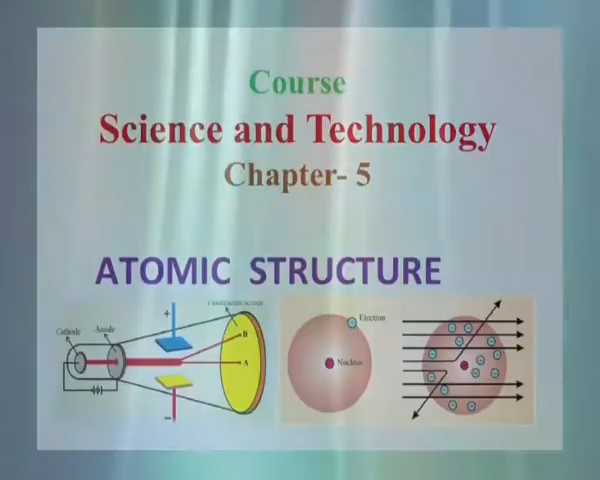 Course
Science and Technology
Chapter- 5
ATOMIC STRUCTURE
Cathode
Anode
+
B
A
−
Electron
Nucleus